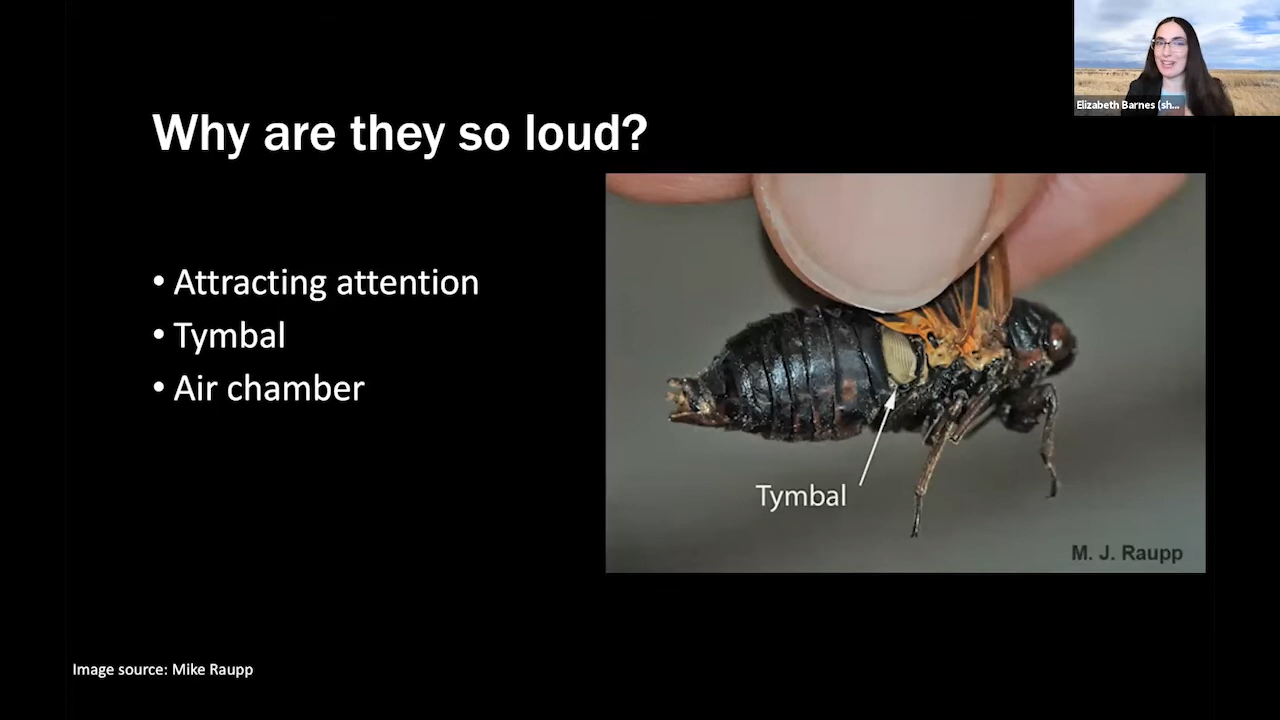 Elizabeth Barnes (sh...
Why are they so loud?
• Attracting attention
• Tymbal
• Air chamber
Tymbal
M. J. Raupp
Image source: Mike Raupp